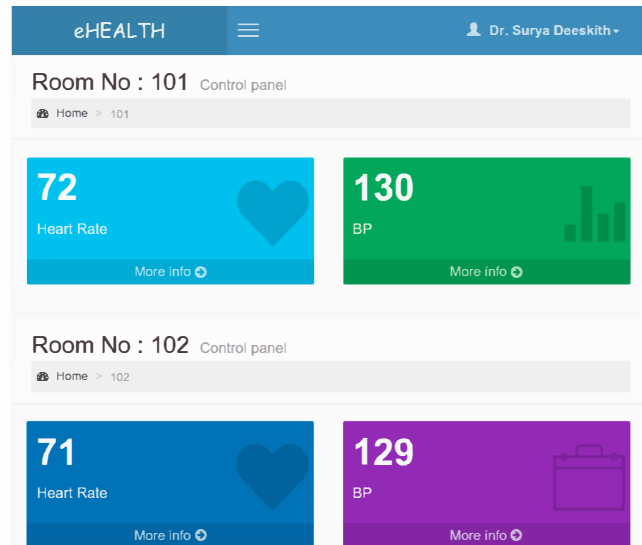 eHEALTH Dr. Surya Deeskith
Room No : 101 Control panel
Home > 101
72 130
Heart Rate BP
More info More info
Room No : 102 Control panel
Home > 102
71 129
Heart Rate BP
More info More info